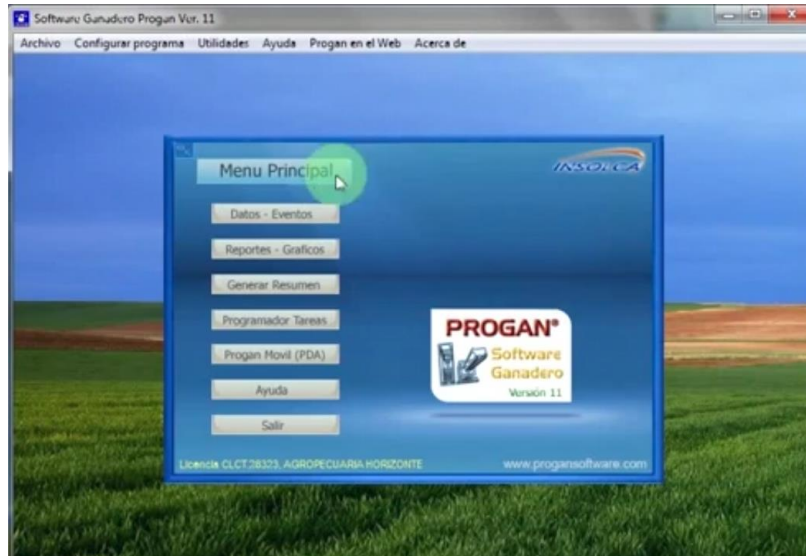 Software Ganadero Progan Ver. 11
Archivo Configurar programa Utilidades Ayuda Progan en el Web Acerca de
Menu Principal
INSOLCA
Datos - Eventos
Reportes - Graficos
Generar Resumen
Programador Tareas
Progan Movil (PDA)
Ayuda
Salir
PROGAN®
Software
Ganadero
Versión 11
Licencia CLCT:28323. AGROPECUARIA HORIZONTE
www.progansoftware.com